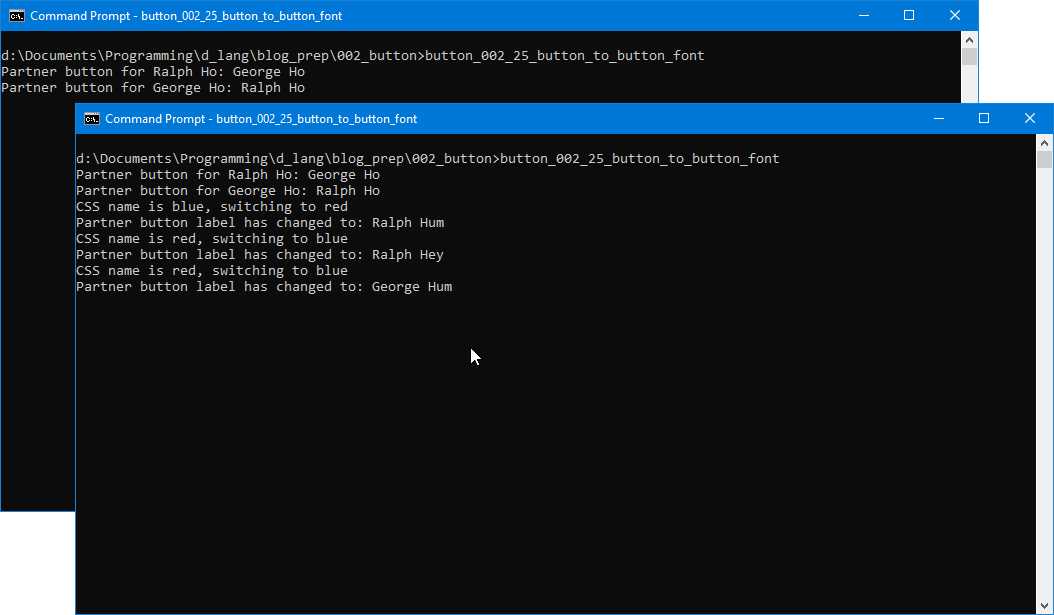 Command Prompt - button_002_25_button_to_button_font
d:\Documents\Programming\d_lang\blog_prep\002_button>button_002_25_button_to_button_font
Partner button for Ralph Ho: George Ho
Partner button for George Ho: Ralph Ho
Command Prompt - button_002_25_button_to_button_font
d:\Documents\Programming\d_lang\blog_prep\002_button>button_002_25_button_to_button_font
Partner button for Ralph Ho: George Ho
Partner button for George Ho: Ralph Ho
CSS name is blue, switching to red
Partner button label has changed to: Ralph Hum
CSS name is red, switching to blue
Partner button label has changed to: Ralph Hey
CSS name is red, switching to blue
Partner button label has changed to: George Hum